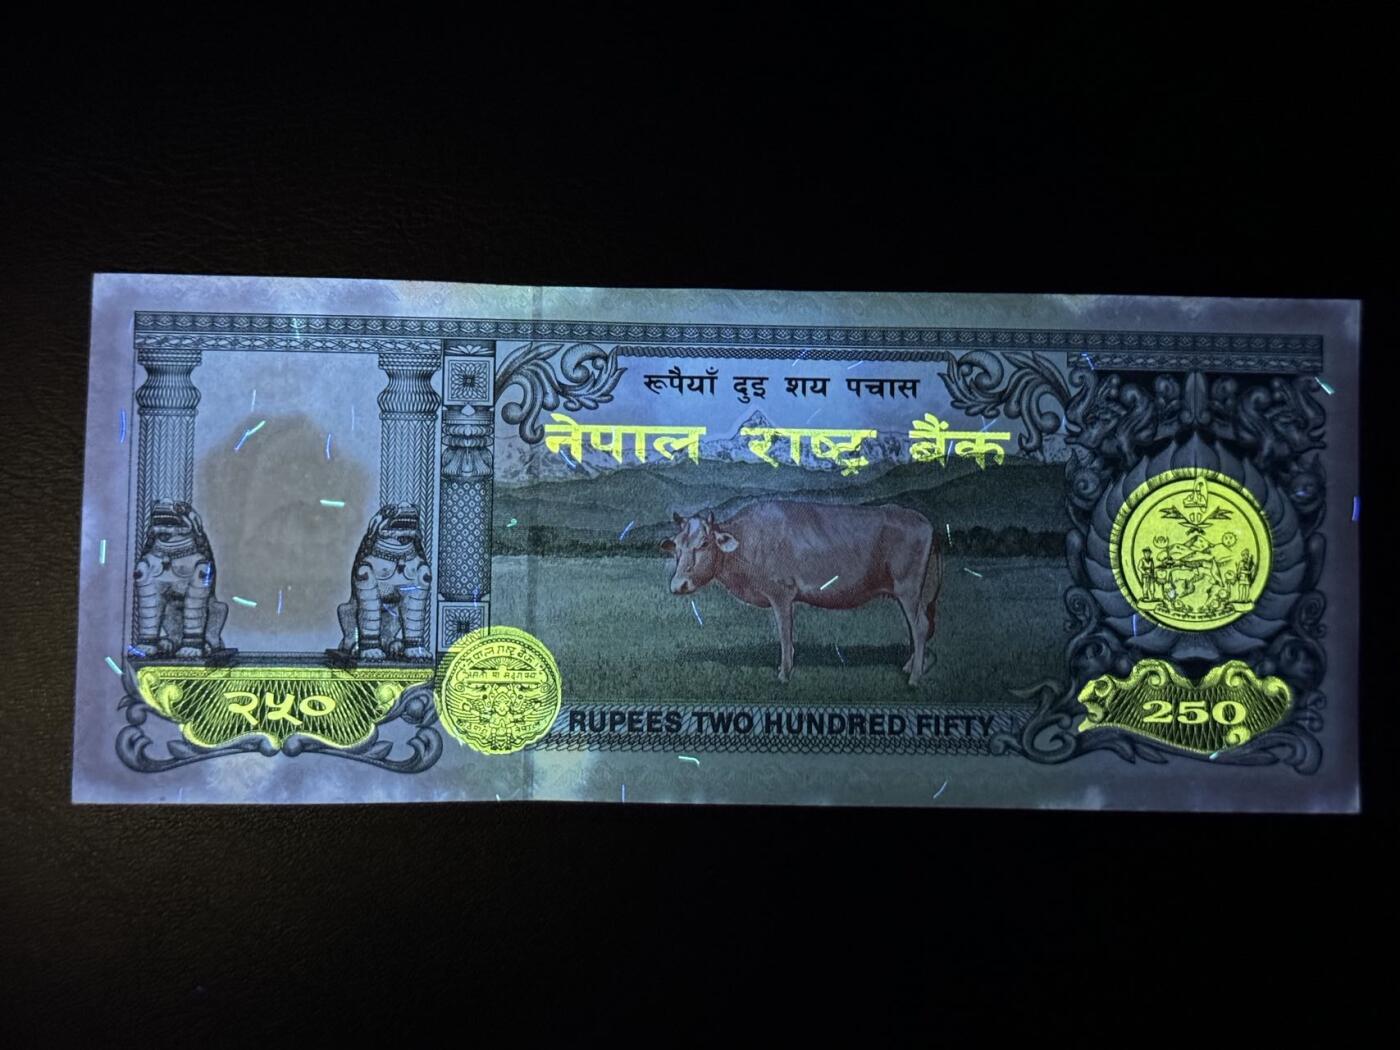 रूपैयाँ दुइ शय पचास
नेपाल राष्ट्र बैंक
२५०
RUPEES TWO HUNDRED FIFTY
250